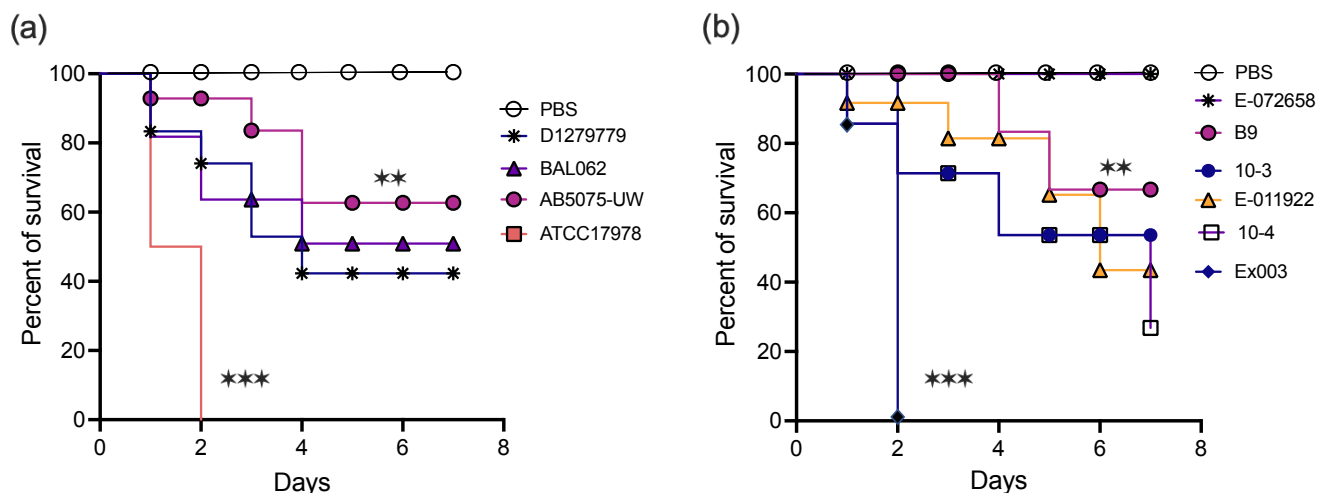 (a)
Percent of survival
100
80
60
40
20
0
0 2 4 6 8
Days
PBS
D1279779
BAL062
AB5075-UW
ATCC17978
(b)
Percent of survival
100
80
60
40
20
0
0 2 4 6 8
Days
PBS
E-072658
B9
10-3
E-011922
10-4
Ex003